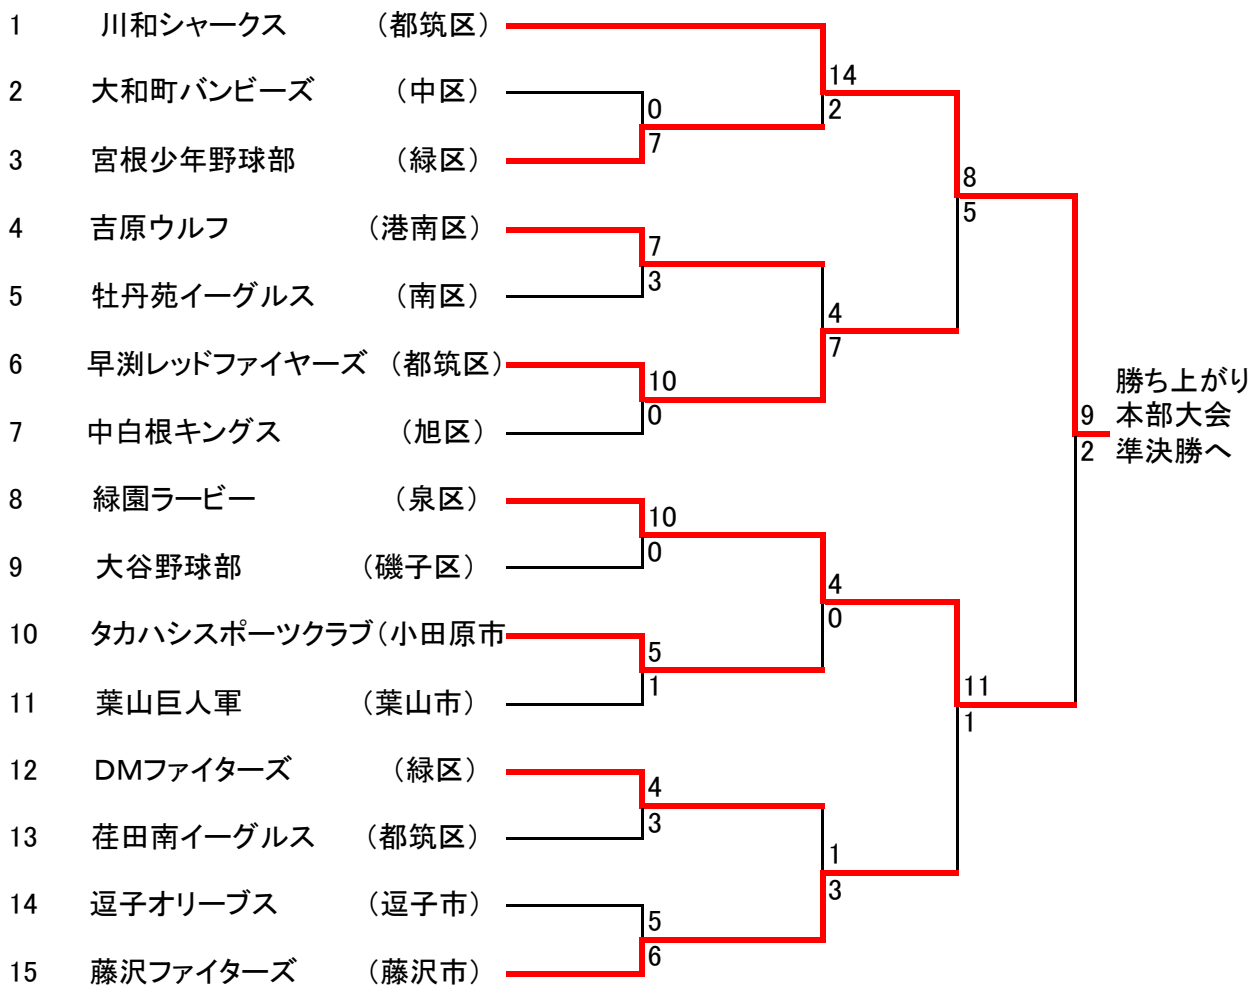 1 川和シャークス （都筑区）
14
2 大和町バンビーズ （中区）
0
2
3 宮根少年野球部 （緑区）
7
8
4 吉原ウルフ （港南区）
7
5
5 牡丹苑イーグルス （南区）
3
4
6 早渕レッドファイヤーズ （都筑区）
10
7
7 中白根キングス （旭区）
0
9
2
勝ち上がり
本部大会
準決勝へ
8 緑園ラービー （泉区）
10
9 大谷野球部 （磯子区）
0
4
10 タカハシスポーツクラブ（小田原市
5
0
11 葉山巨人軍 （葉山市）
1
11
1
12 DMファイターズ （緑区）
4
13 荏田南イーグルス （都筑区）
3
1
14 逗子オリーブス （逗子市）
5
3
15 藤沢ファイターズ （藤沢市）
6